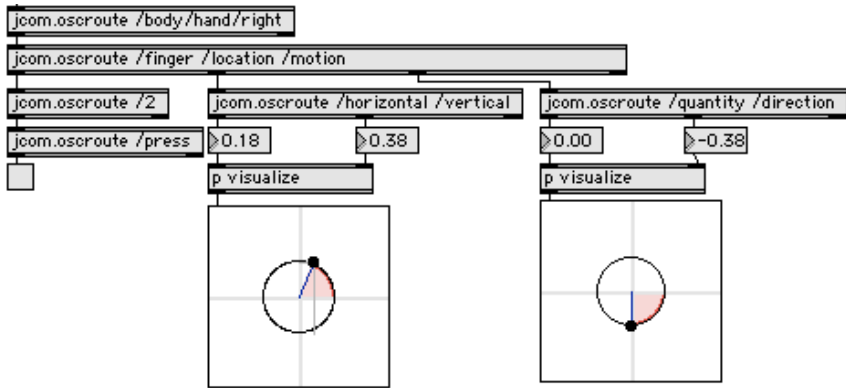 jcom.oscroute /body/hand/right
jcom.oscroute /finger /location /motion
jcom.oscroute /2
jcom.oscroute /horizontal /vertical
jcom.oscroute /quantity /direction
jcom.oscroute /press
0.18
0.38
0.00
-0.38
p visualize
p visualize